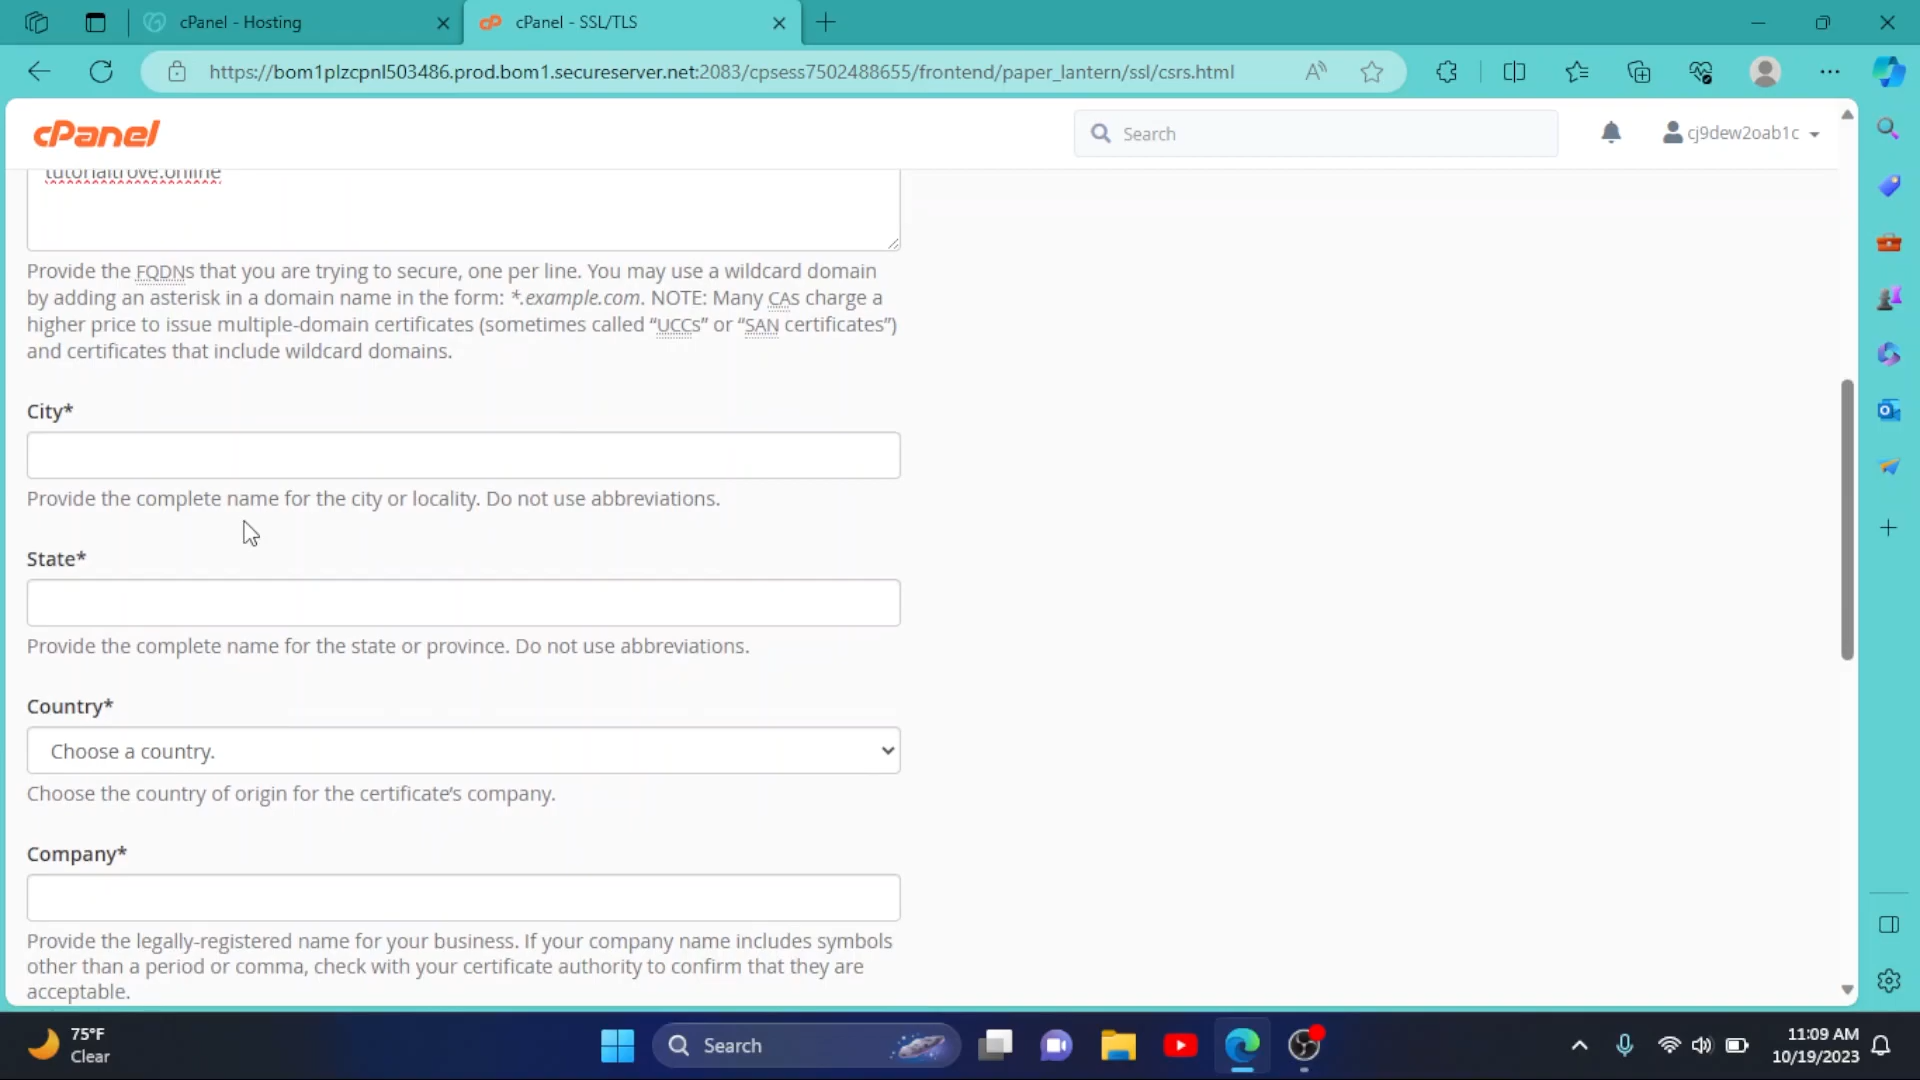 cPanel - Hosting
cPanel - SSL/TLS
https://bom1plzcpnl503486.prod.bom1.secureserver.net:2083/cpsess7502488655/frontend/paper_lantern/ssl/csrs.html
cPanel
Search
cj9dew2oab1c
tutorialtrove.online
Provide the FQDNs that you are trying to secure, one per line. You may use a wildcard domain
by adding an asterisk in a domain name in the form: *.example.com. NOTE: Many CAs charge a
higher price to issue multiple-domain certificates (sometimes called “UCCs” or “SAN certificates”)
and certificates that include wildcard domains.
City*
Provide the complete name for the city or locality. Do not use abbreviations.
State*
Provide the complete name for the state or province. Do not use abbreviations.
Country*
Choose a country.
Choose the country of origin for the certificate’s company.
Company*
Provide the legally-registered name for your business. If your company name includes symbols
other than a period or comma, check with your certificate authority to confirm that they are
acceptable.
75°F
Clear
Search
11:09 AM
10/19/2023